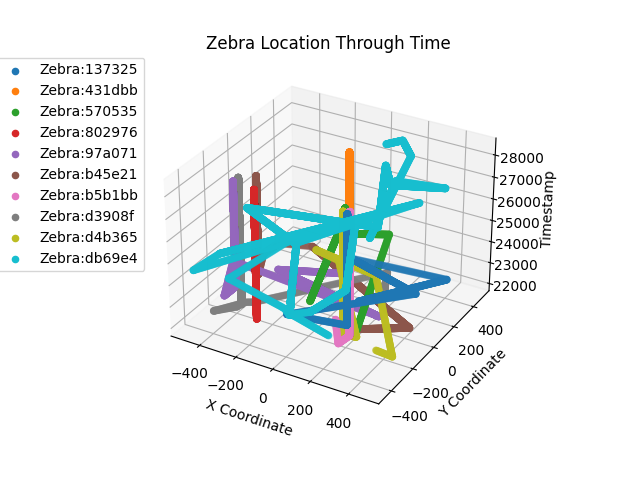 Zebra Location Through Time
Zebra:137325
Zebra:431dbb
Zebra:570535
Zebra:802976
Zebra:97a071
Zebra:b45e21
Zebra:b5b1bb
Zebra:d3908f
Zebra:d4b365
Zebra:db69e4
28000
27000
26000
25000
24000
23000
22000
Timestamp
−400
−200
0
200
400
X Coordinate
−400
−200
0
200
400
Y Coordinate